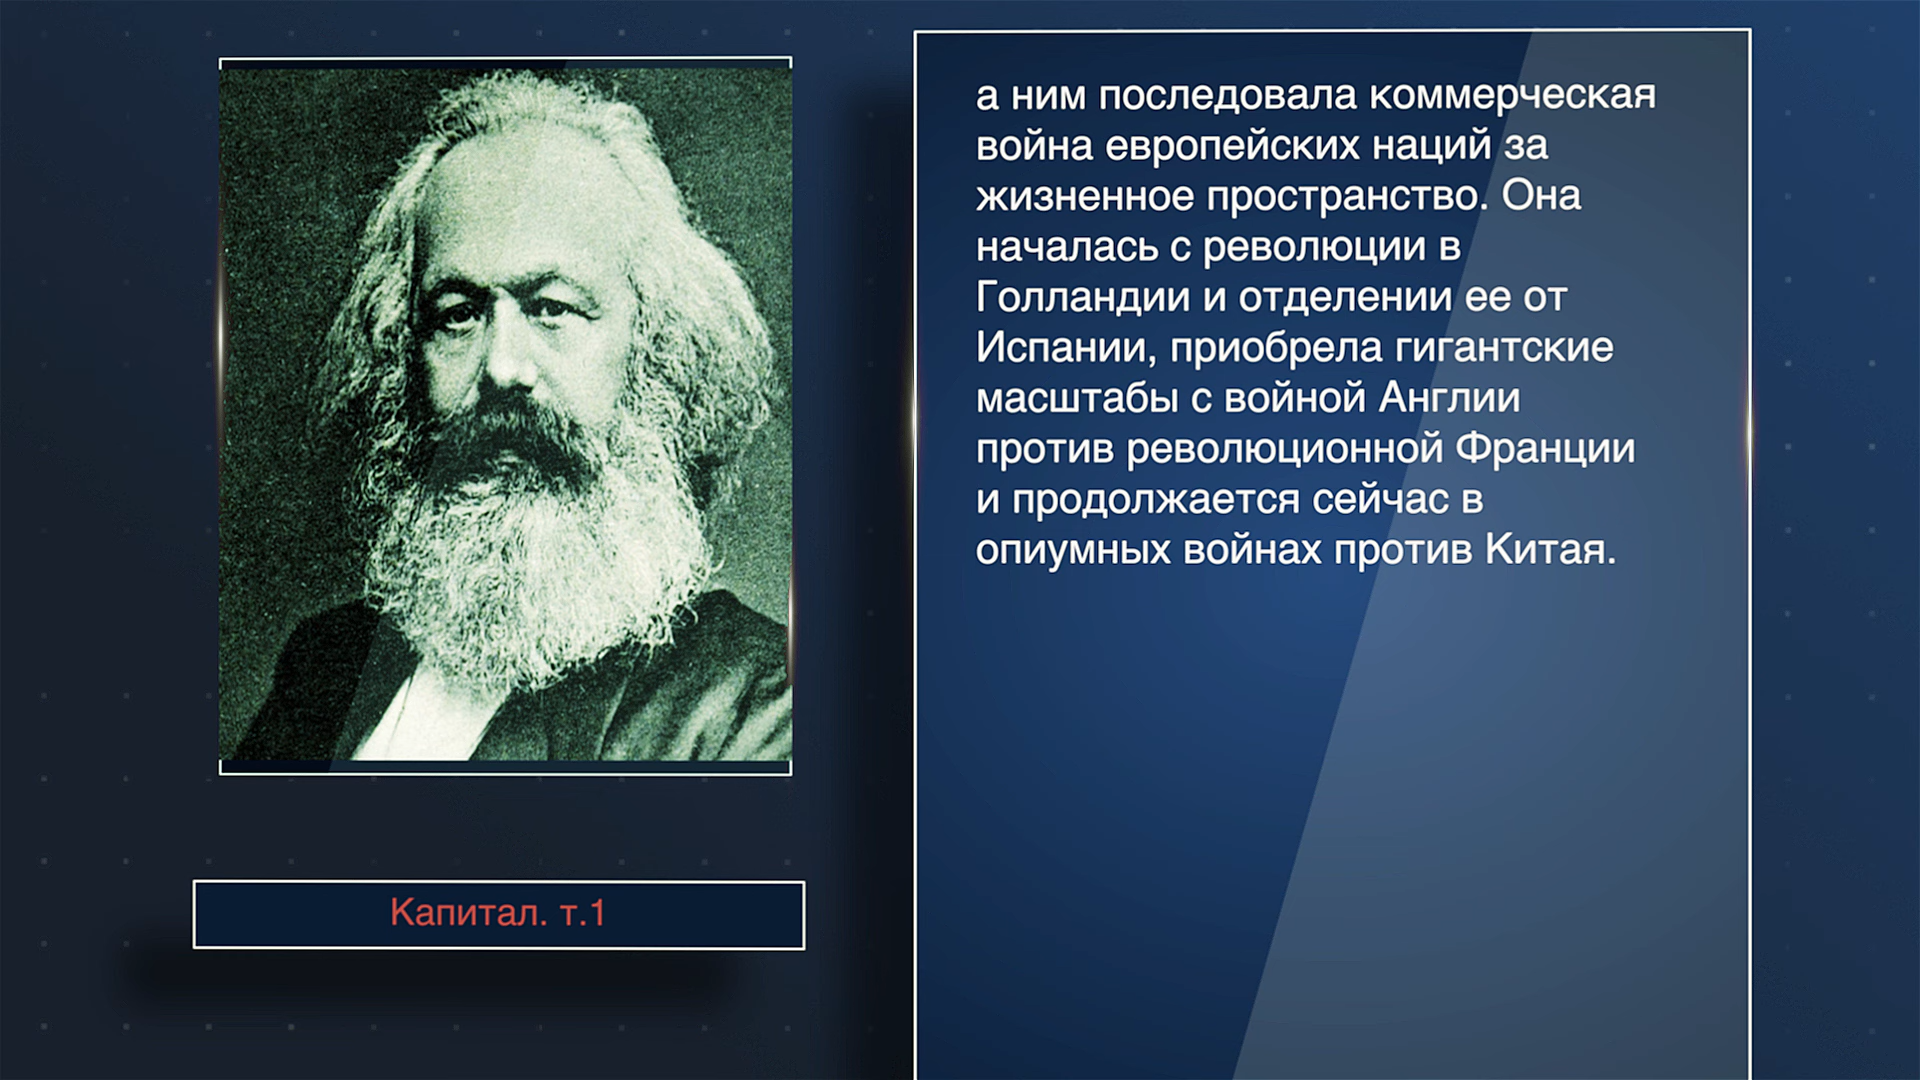 Капитал. т.1
а ним последовала коммерческая
война европейских наций за
жизненное пространство. Она
началась с революции в
Голландии и отделении ее от
Испании, приобрела гигантские
масштабы с войной Англии
против революционной Франции
и продолжается сейчас в
опиумных войнах против Китая.